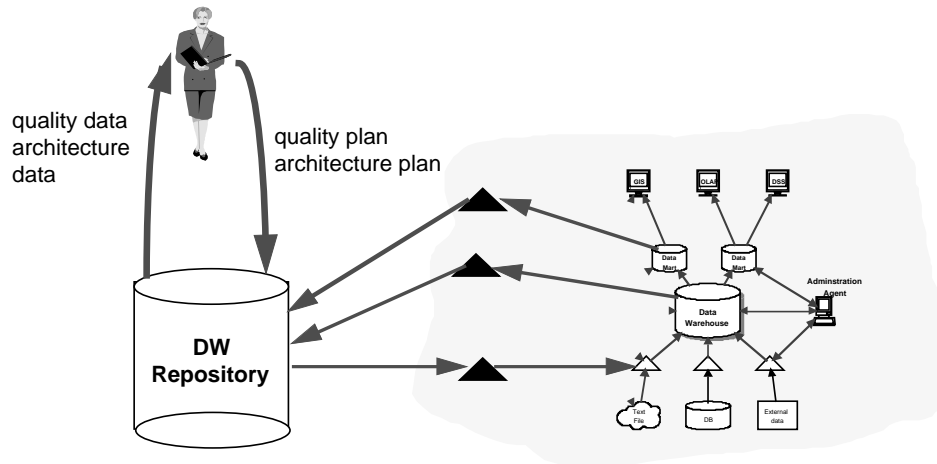 quality data
architecture
data
quality plan
architecture plan
GIS
OLAP
DSS
Data
Mart
Data
Mart
Adminstration
Agent
Data
Warehouse
DW
Repository
Text
File
DB
External
data